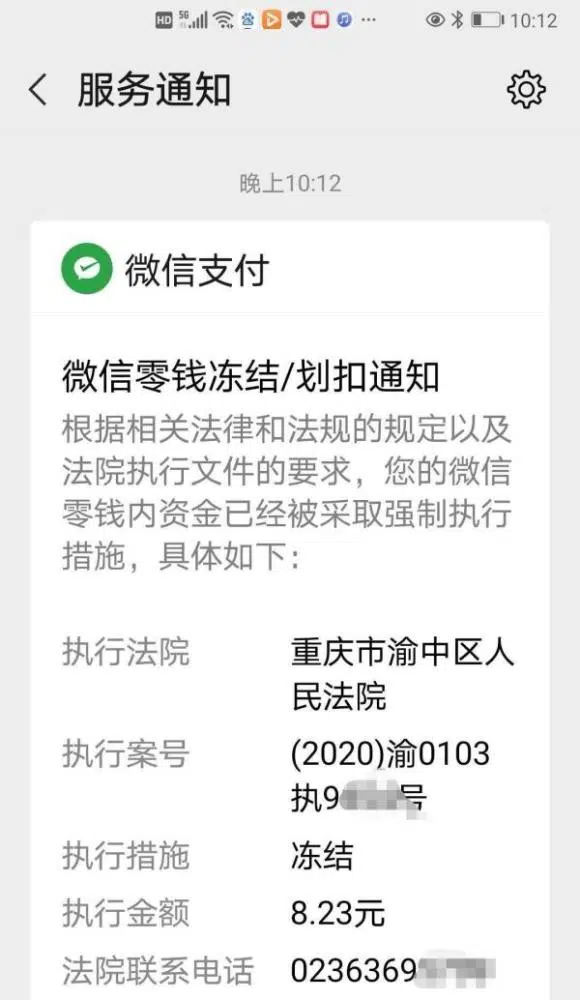 HD 5G 10:12
服务通知
晚上10:12
微信支付
微信零钱冻结/划扣通知
根据相关法律和法规的规定以及
法院执行文件的要求，您的微信
零钱内资金已经被采取强制执行
措施，具体如下：
执行法院 重庆市渝中区人
民法院
执行案号 (2020)渝0103
执9 号
执行措施 冻结
执行金额 8.23元
法院联系电话 0236369